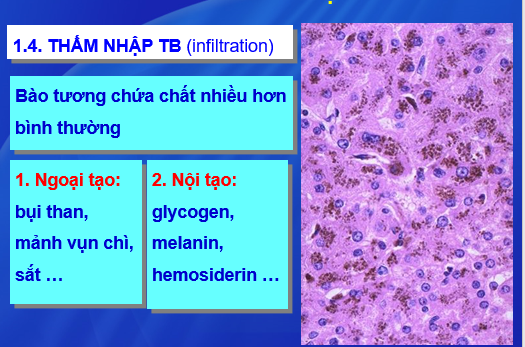 1.4. THẤM NHẬP TB (infiltration)
Bào tương chứa chất nhiều hơn
bình thường
1. Ngoại tạo:
bụi than,
mảnh vụn chì,
sắt …
2. Nội tạo:
glycogen,
melanin,
hemosiderin …